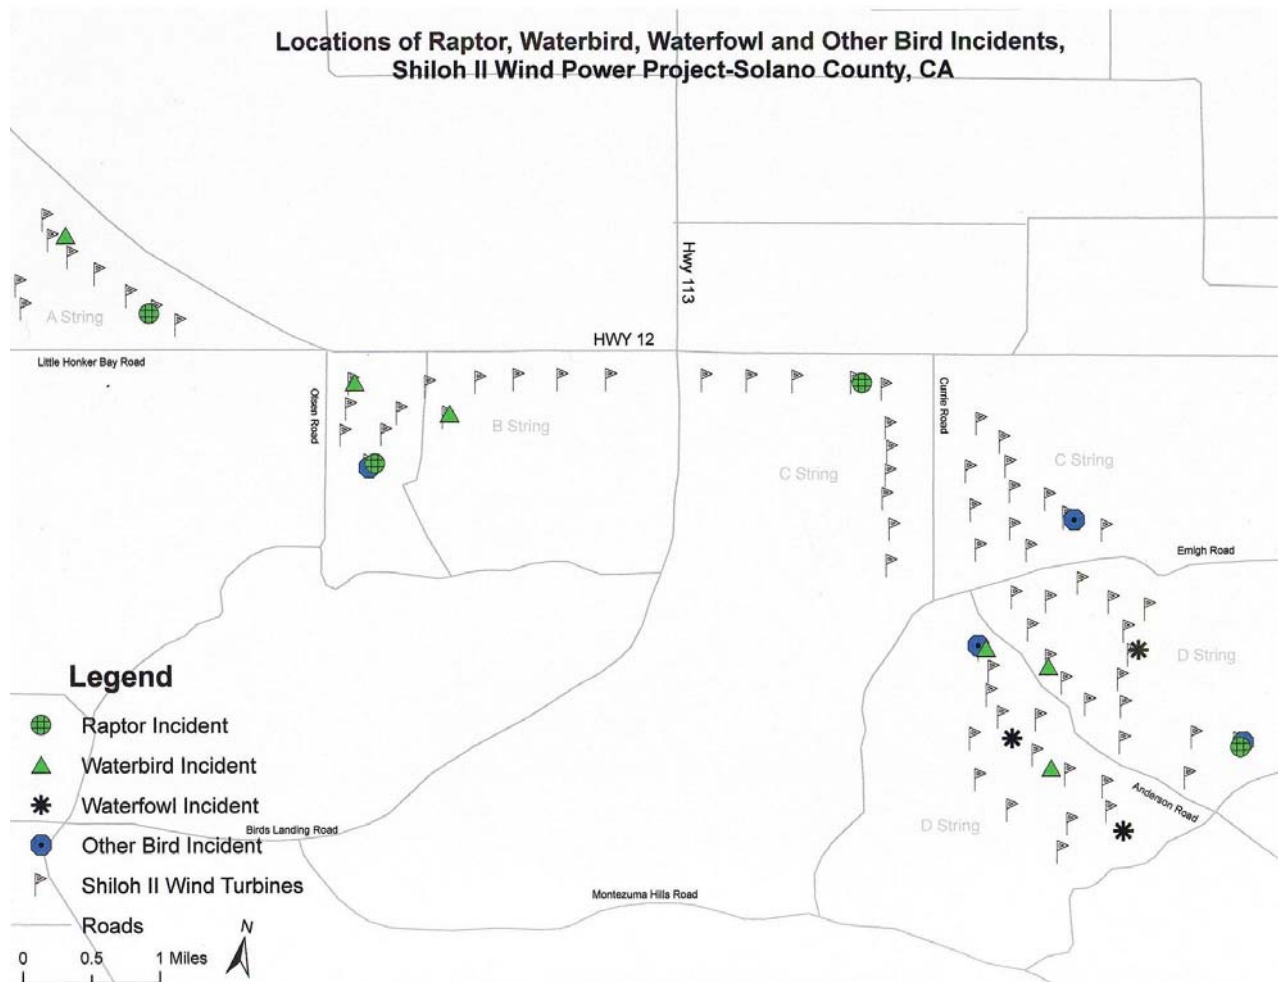 Locations of Raptor, Waterbird, Waterfowl and Other Bird Incidents,
Shiloh II Wind Power Project-Solano County, CA
Hwy 113
A String
HWY 12
Little Honker Bay Road
Olsen Road
Currie Road
B String
C String
C String
Emigh Road
D String
Legend
Raptor Incident
Waterbird Incident
Waterfowl Incident
Anderson Road
D String
Birds Landing Road
Other Bird Incident
Shiloh II Wind Turbines
Montezuma Hills Road
Roads
N
0 0.5 1 Miles